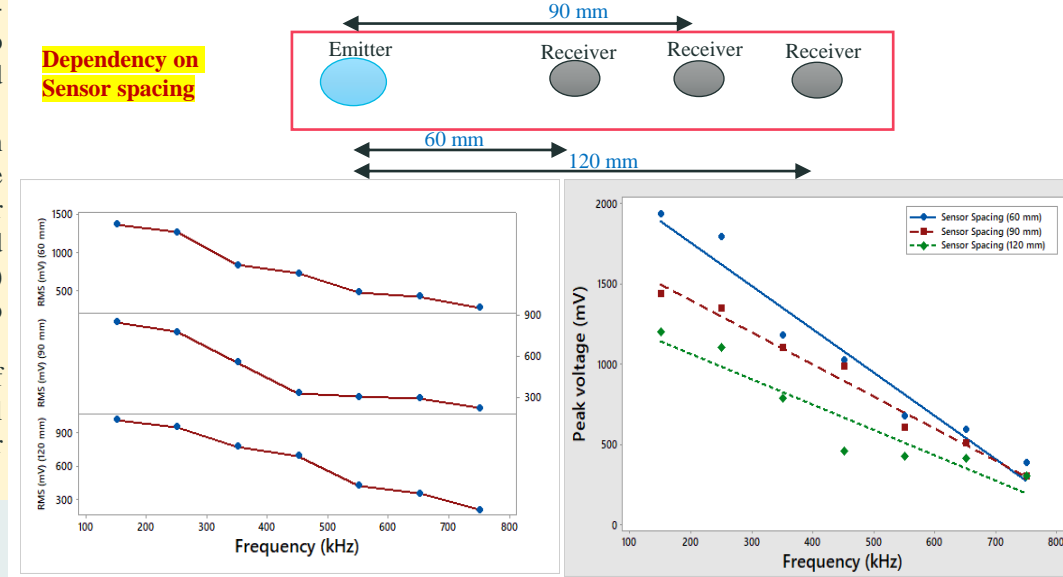 90 mm
Dependency on
Sensor spacing
Emitter
Receiver
Receiver
Receiver
60 mm
120 mm
RMS (mV) (60 mm)
1500
1000
500
RMS (mV) (90 mm)
900
600
300
RMS (mV) (120 mm)
900
600
300
100 200 300 400 500 600 700 800
Frequency (kHz)
Peak voltage (mV)
2000
1500
1000
500
0
Sensor Spacing (60 mm)
Sensor Spacing (90 mm)
Sensor Spacing (120 mm)
100 200 300 400 500 600 700 800
Frequency (kHz)